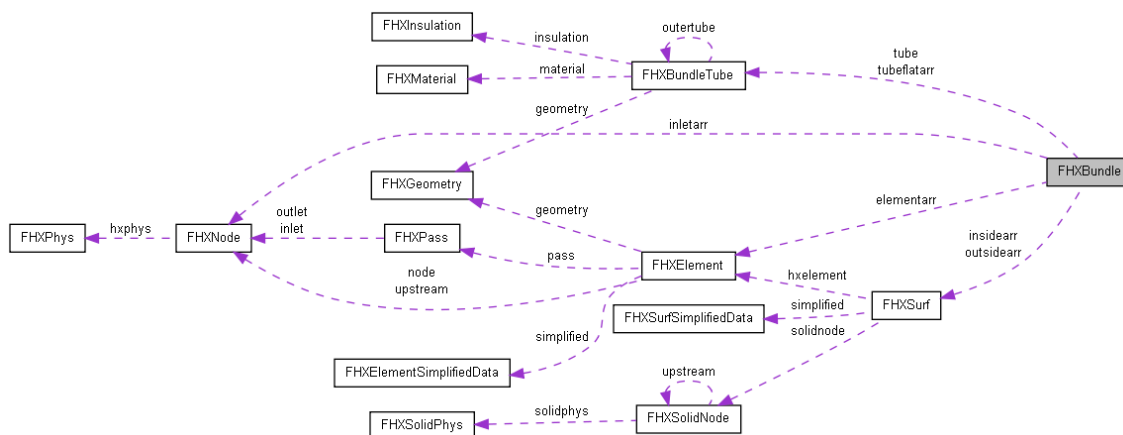 FHXInsulation
outertube
insulation
tube
tubeflatarr
FHXMaterial
material
FHXBundleTube
geometry
inletarr
FHXBundle
FHXGeometry
elementarr
geometry
outlet
inlet
FHXPhys
hxphys
FHXNode
FHXPass
insidearr
outsidearr
pass
FHXElement
node
upstream
hxelement
FHXSurf
simplified
FHXSurfSimplifiedData
solidnode
simplified
FHXElementSimplifiedData
upstream
solidphys
FHXSolidNode
FHXSolidPhys